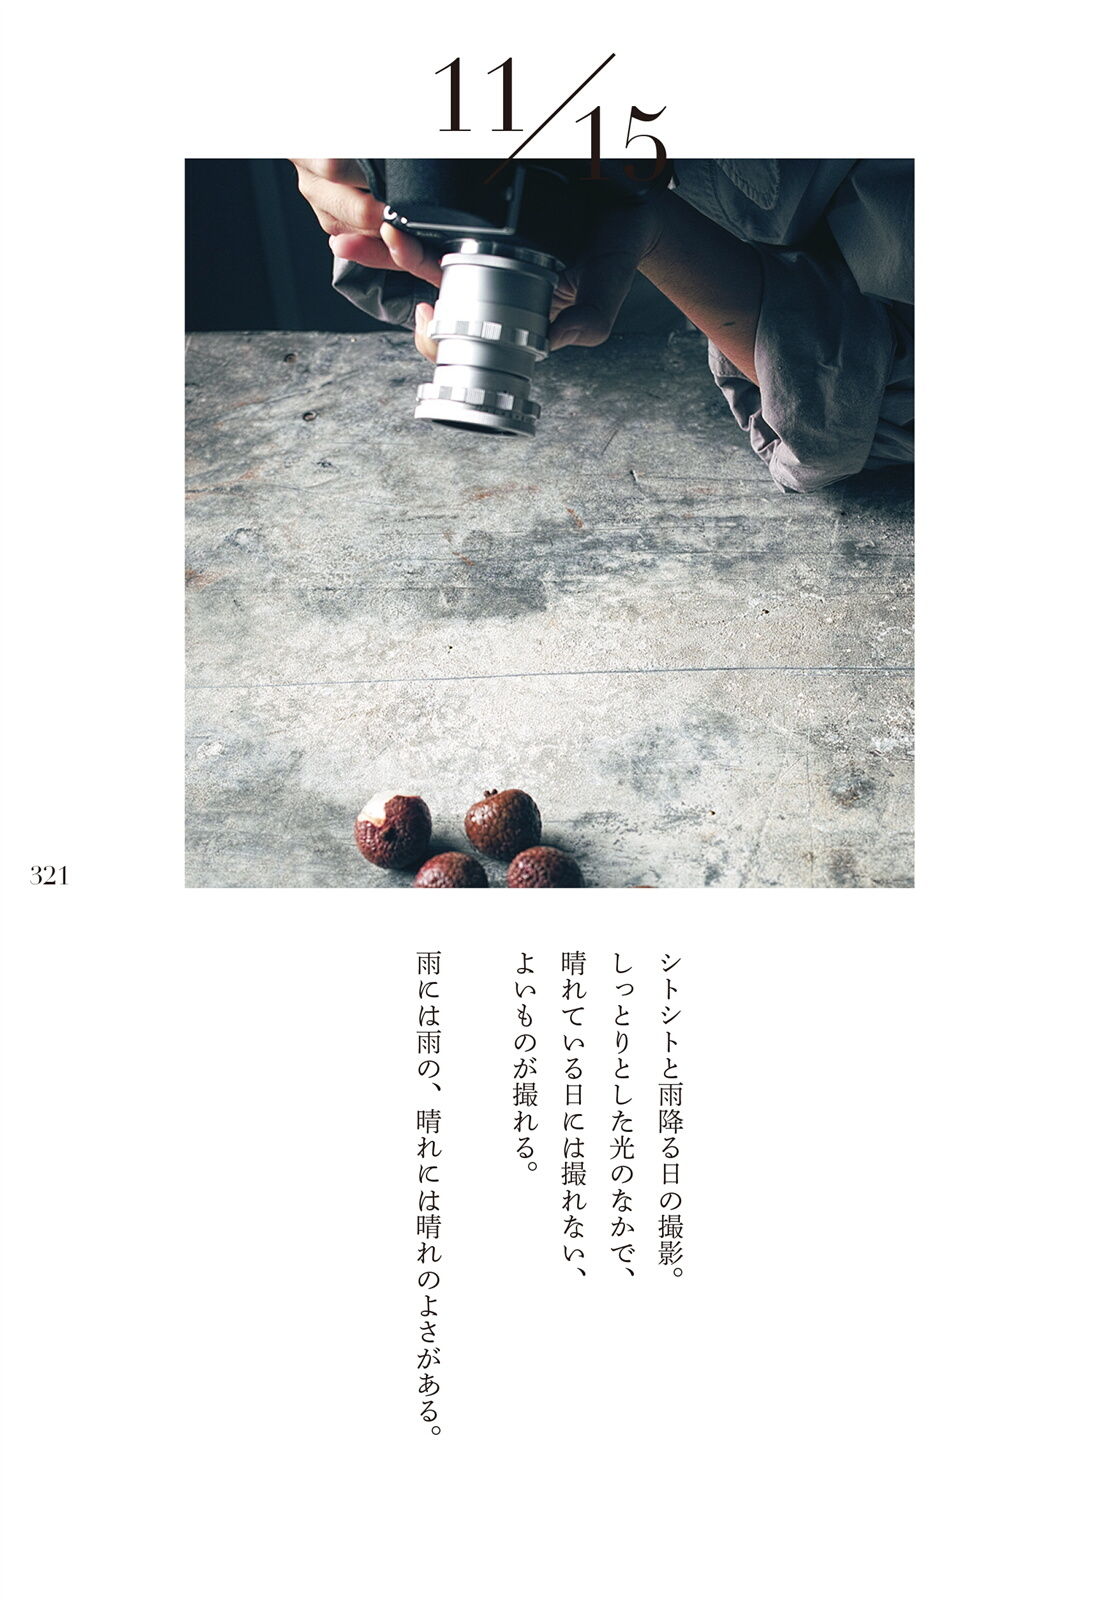 11/15
シトシトと雨降る日の撮影。
しっとりとした光のなかで、
晴れている日には撮れない、
よいものが撮れる。
雨には雨の、晴れには晴れのよさがある。
321